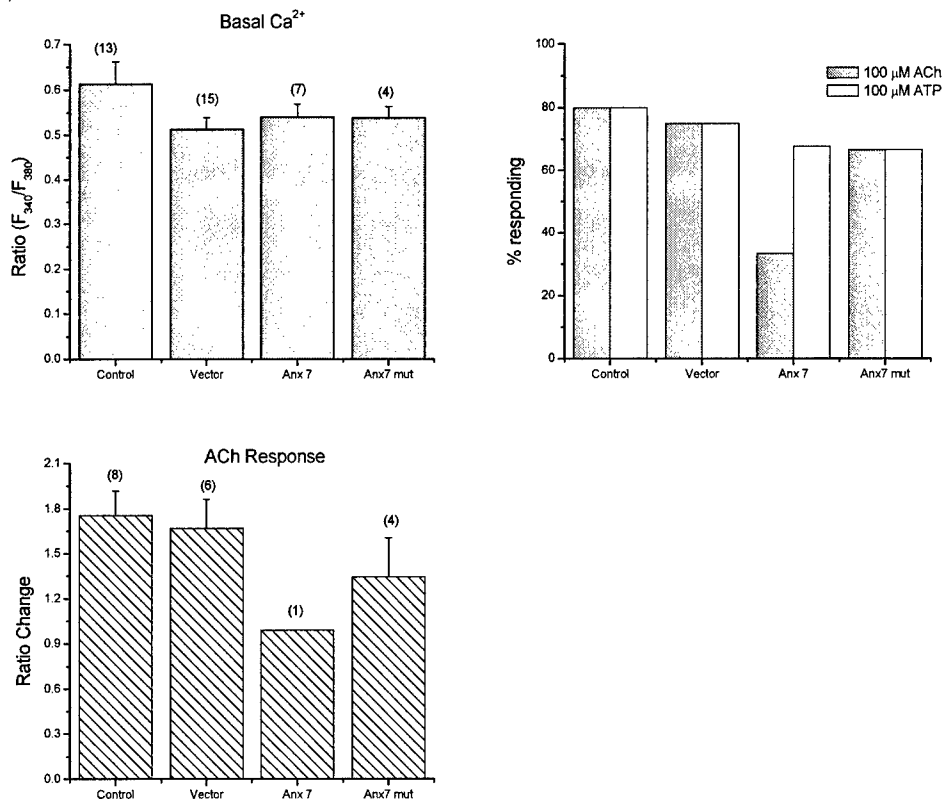 Basal Ca²⁺
0.7
0.6
0.5
0.4
0.3
0.2
0.1
0.0
Ratio (F₃₄₀/F₃₈₀)
(13)
(15)
(7)
(4)
Control
Vector
Anx 7
Anx7 mut
100
80
60
40
20
0
% responding
100 μM ACh
100 μM ATP
Control
Vector
Anx 7
Anx7 mut
ACh Response
2.1
1.8
1.5
1.2
0.9
0.6
0.3
0.0
Ratio Change
(8)
(6)
(1)
(4)
Control
Vector
Anx 7
Anx7 mut